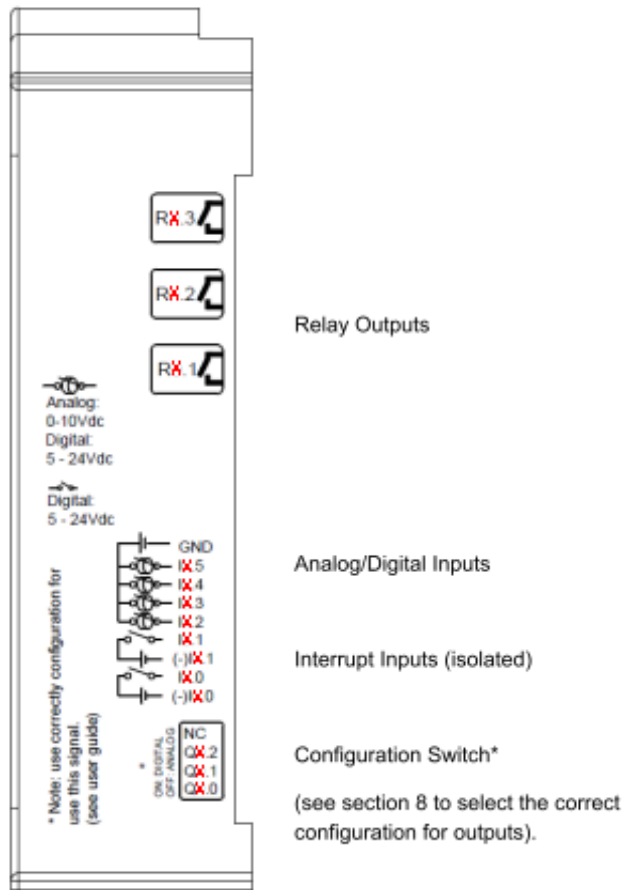 RX.3
RX.2
Relay Outputs
RX.1
Analog:
0-10Vdc
Digital:
5 - 24Vdc
Digital:
5 - 24Vdc
GND
IX.5
Analog/Digital Inputs
IX.4
IX.3
IX.2
IX.1
(-)IX.1
Interrupt Inputs (isolated)
IX.0
(-)IX.0
* Note: use correctly configuration for
use this signal.
(see user guide)
*
ON: DIGITAL
OFF: ANALOG
NC
QX.2
QX.1
QX.0
Configuration Switch*
(see section 8 to select the correct
configuration for outputs).